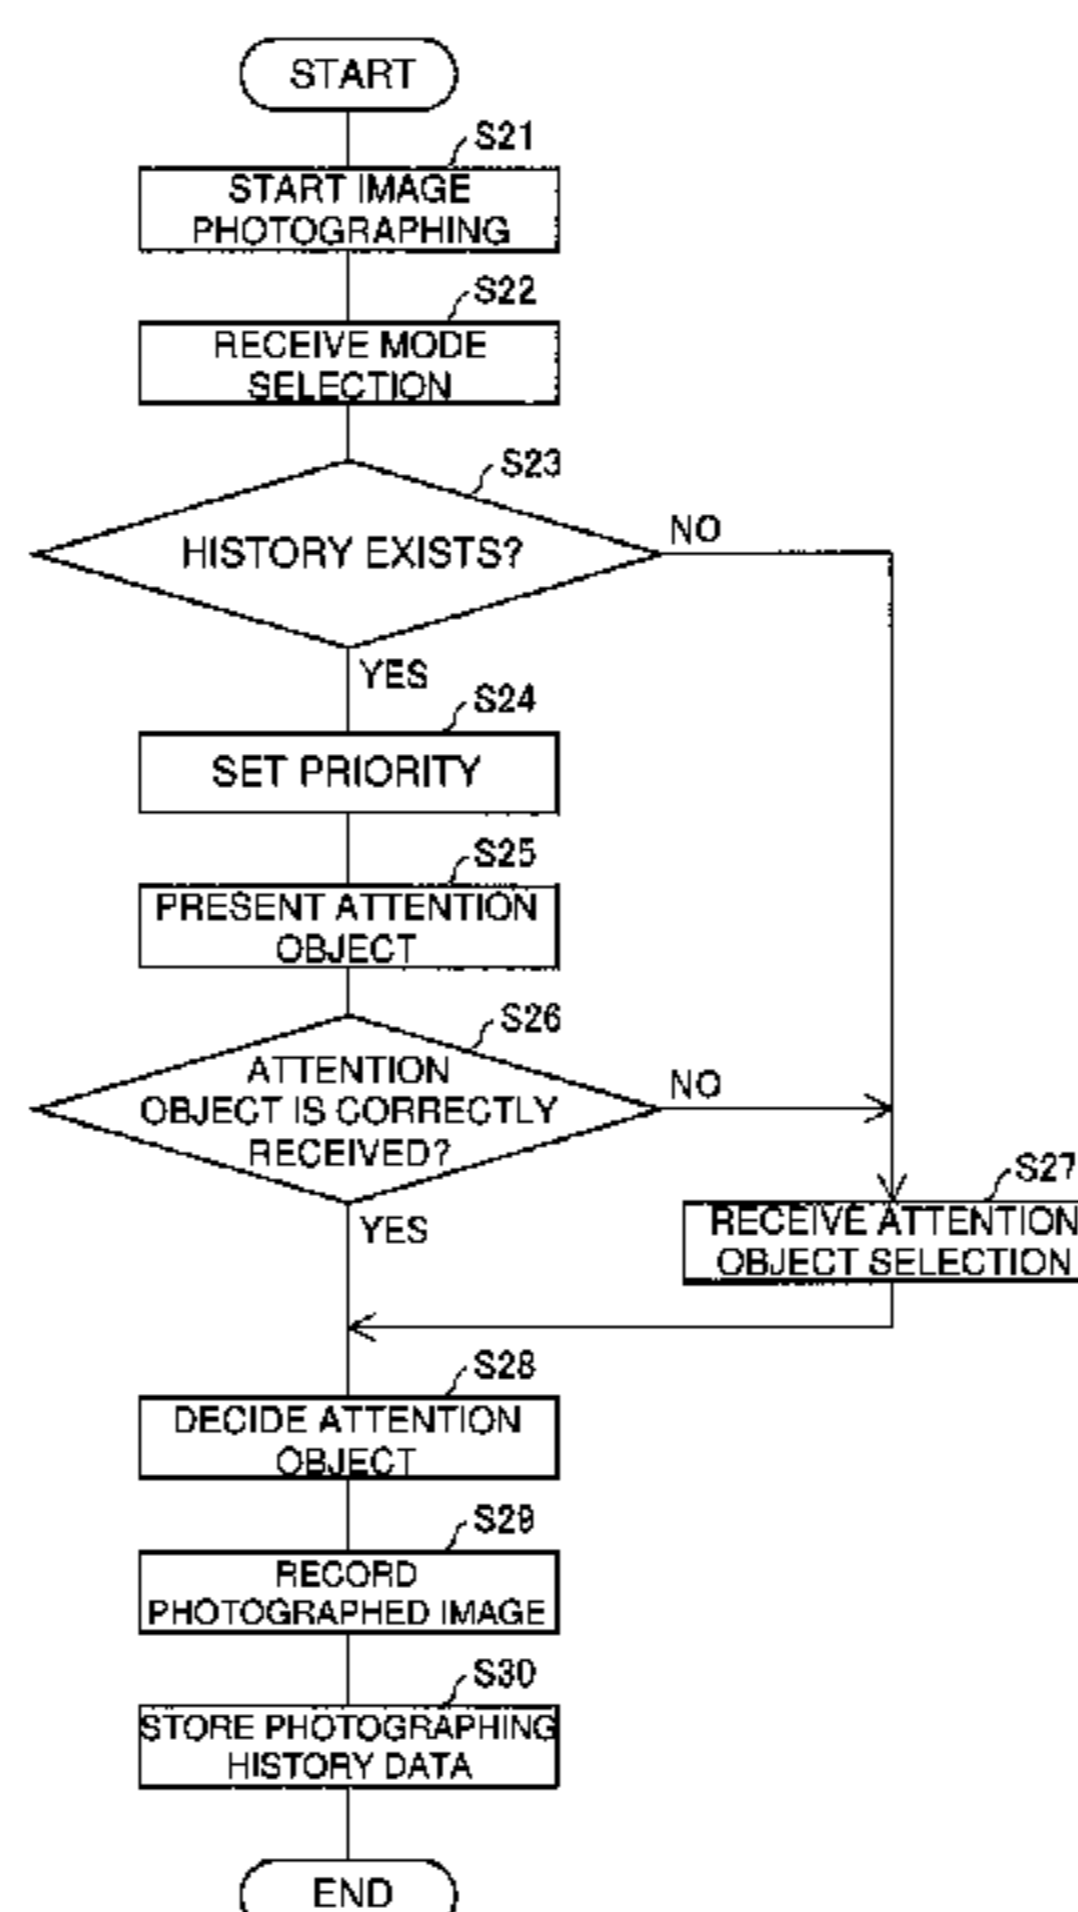 START
S21
START IMAGE
PHOTOGRAPHING
S22
RECEIVE MODE
SELECTION
S23
HISTORY EXISTS?
NO
YES
S24
SET PRIORITY
S25
PRESENT ATTENTION
OBJECT
S26
ATTENTION
OBJECT IS CORRECTLY
RECEIVED?
NO
YES
S27
RECEIVE ATTENTION
OBJECT SELECTION
S28
DECIDE ATTENTION
OBJECT
S29
RECORD
PHOTOGRAPHED IMAGE
S30
STORE PHOTOGRAPHING
HISTORY DATA
END